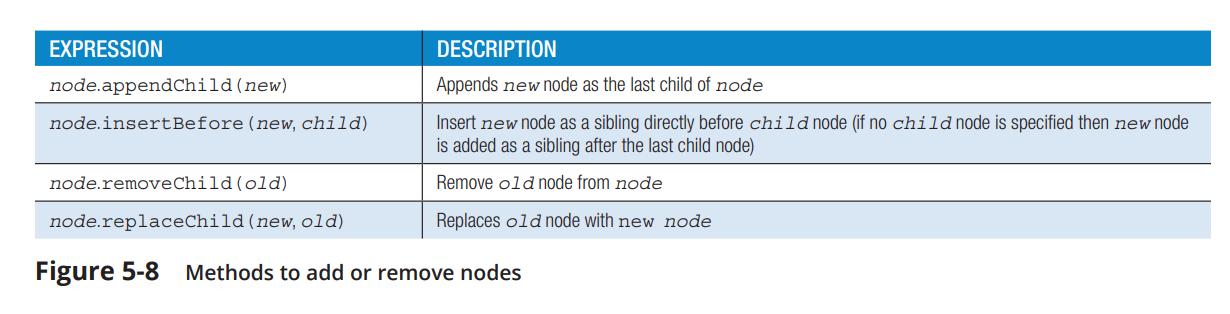 EXPRESSION DESCRIPTION
node.appendChild(new) Appends new node as the last child of node
node.insertBefore(new, child) Insert new node as a sibling directly before child node (if no child node is specified then new node
is added as a sibling after the last child node)
node.removeChild(old) Remove old node from node
node.replaceChild(new, old) Replaces old node with new node
Figure 5-8 Methods to add or remove nodes